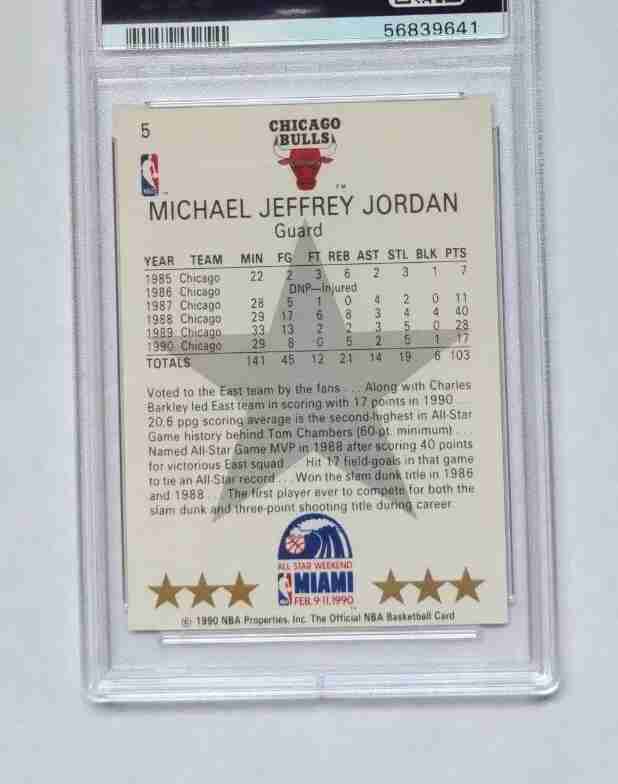 56839641
5
CHICAGO
BULLS
TM
MICHAEL JEFFREY JORDAN
Guard
YEAR TEAM MIN FG FT REB AST STL BLK PTS
1985 Chicago 22 2 3 6 2 3 1 7
1986 Chicago DNP—Injured
1987 Chicago 28 5 1 0 4 2 0 11
1988 Chicago 29 17 6 8 3 4 4 40
1989 Chicago 33 13 2 2 3 5 0 28
1990 Chicago 29 8 0 5 2 5 1 17
TOTALS 141 45 12 21 14 19 6 103
Voted to the East team by the fans . . . Along with Charles
Barkley led East team in scoring with 17 points in 1990 . . .
20.6 ppg scoring average is the second-highest in All-Star
Game history behind Tom Chambers (60-pt. minimum) . . .
Named All-Star Game MVP in 1988 after scoring 40 points
for victorious East squad . . . Hit 17 field-goals in that game
to tie an All-Star record . . . Won the slam dunk title in 1986
and 1988 . . . The first player ever to compete for both the
slam dunk and three-point shooting title during career.
ALL STAR WEEKEND
MIAMI
FEB. 9-11, 1990
© 1990 NBA Properties, Inc. The Official NBA Basketball Card